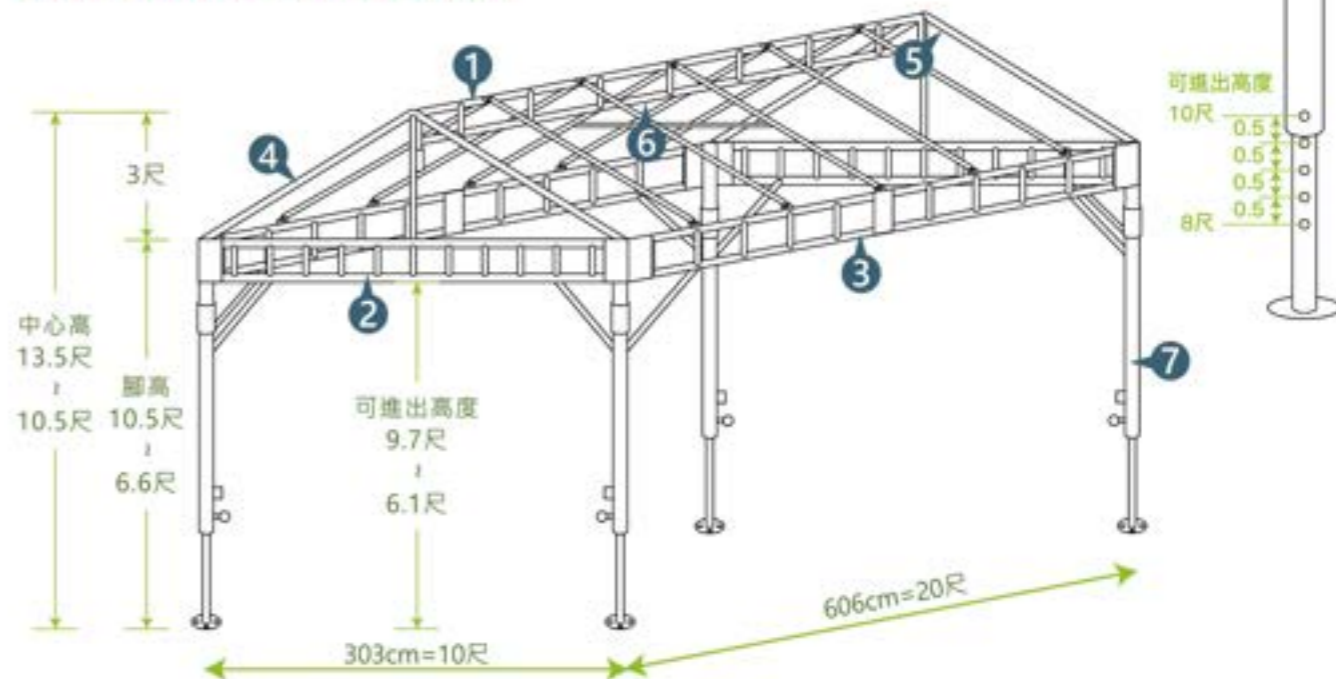 1
5
6
4
3
2
7
3尺
中心高
13.5尺
~
10.5尺
腳高
10.5尺
~
6.6尺
可進出高度
9.7尺
~
6.1尺
303cm=10尺
606cm=20尺
可進出高度
10尺
0.5
0.5
0.5
0.5
8尺